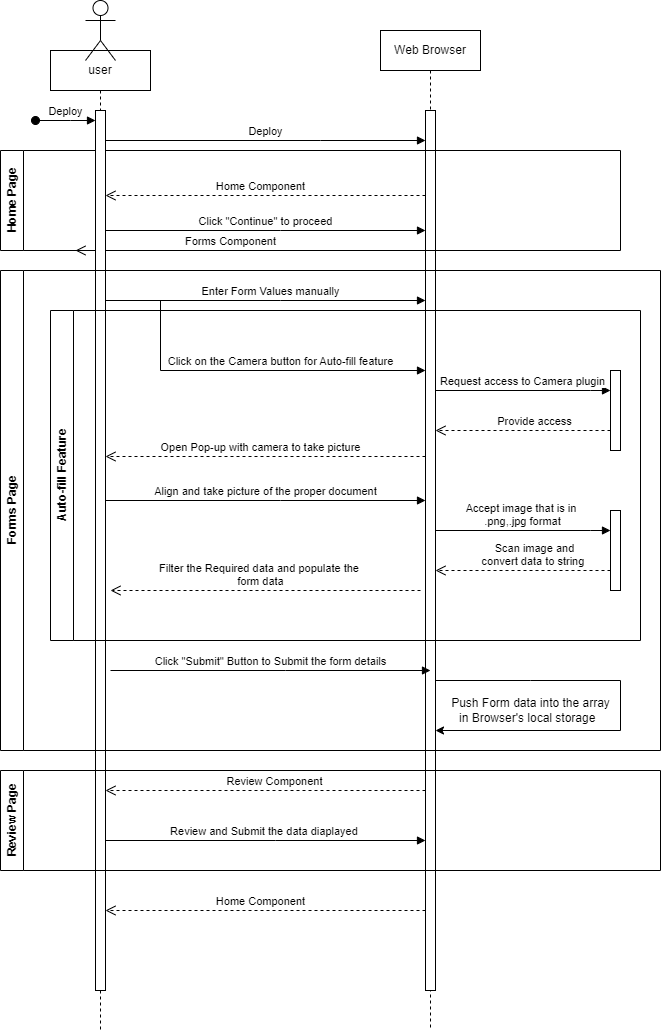 user
Web Browser
Deploy
Deploy
Home Page
Home Component
Click "Continue" to proceed
Forms Component
Forms Page
Enter Form Values manually
Auto-fill Feature
Click on the Camera button for Auto-fill feature
Request access to Camera plugin
Provide access
Open Pop-up with camera to take picture
Align and take picture of the proper document
Accept image that is in
.png,.jpg format
Scan image and
convert data to string
Filter the Required data and populate the
form data
Click "Submit" Button to Submit the form details
Push Form data into the array
in Browser's local storage
Review Page
Review Component
Review and Submit the data diaplayed
Home Component